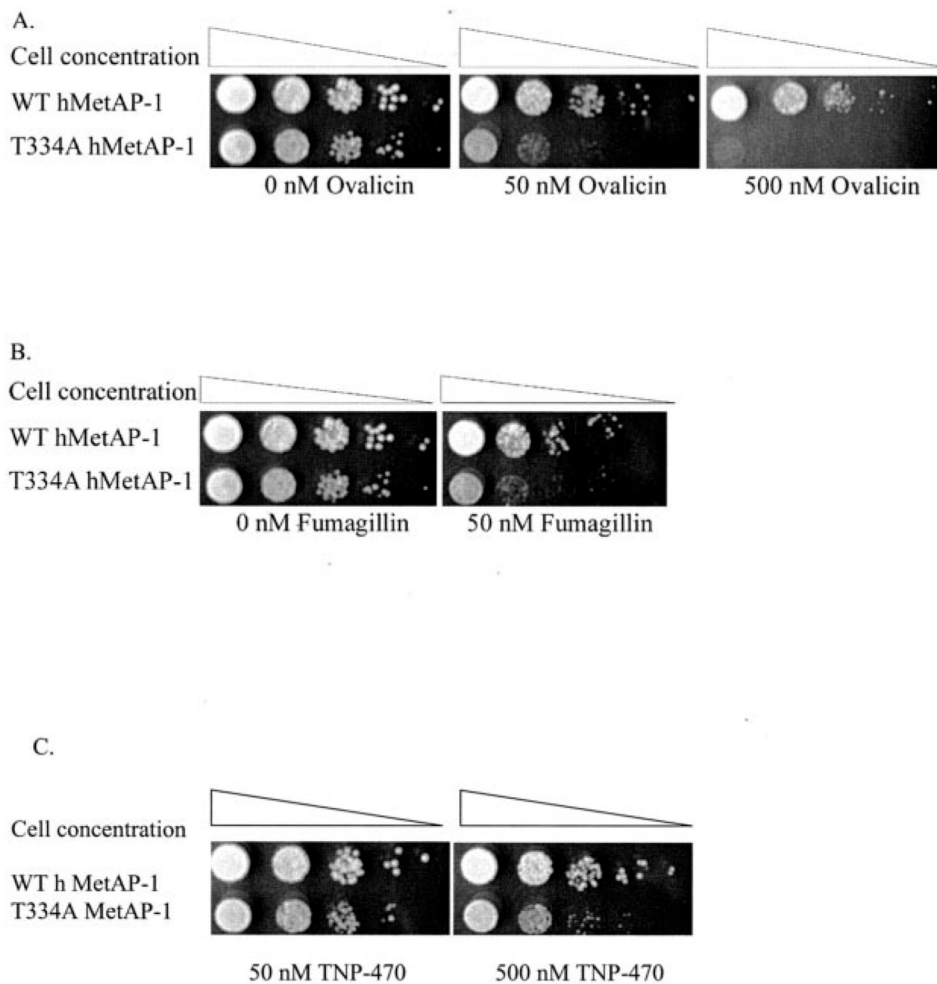 A.
Cell concentration
WT hMetAP-1
T334A hMetAP-1
0 nM Ovalicin 50 nM Ovalicin 500 nM Ovalicin
B.
Cell concentration
WT hMetAP-1
T334A hMetAP-1
0 nM Fumagillin 50 nM Fumagillin
C.
Cell concentration
WT h MetAP-1
T334A MetAP-1
50 nM TNP-470 500 nM TNP-470